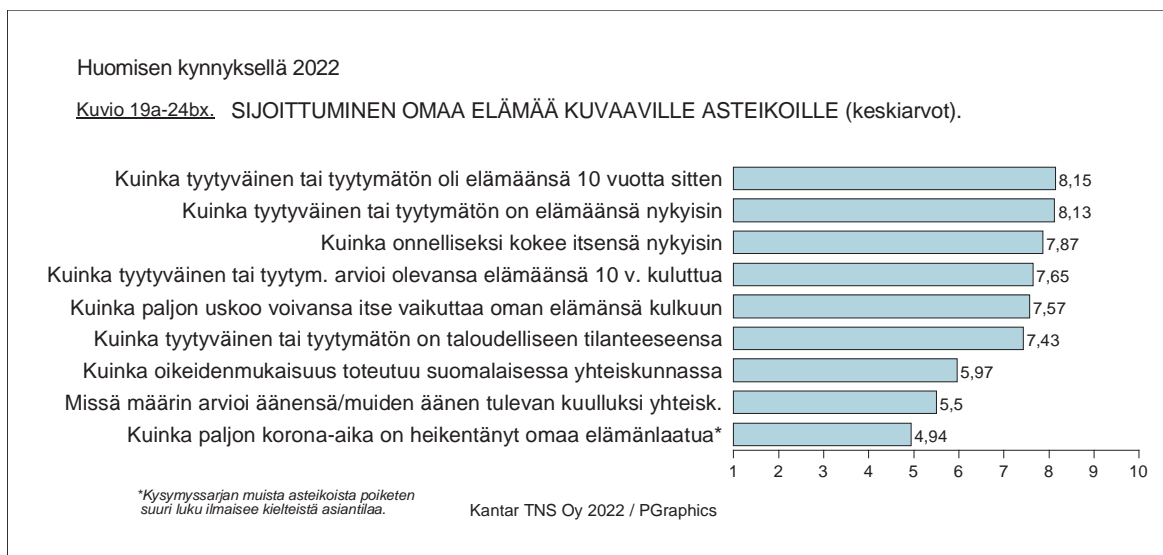 Huomisen kynnyksellä 2022
Kuvio 19a-24bx. SIJOITTUMINEN OMAA ELÄMÄÄ KUVAAVILLE ASTEIKOILLE (keskiarvot).
Kuinka tyytyväinen tai tyytymätön oli elämäänsä 10 vuotta sitten 8,15
Kuinka tyytyväinen tai tyytymätön on elämäänsä nykyisin 8,13
Kuinka onnelliseksi kokee itsensä nykyisin 7,87
Kuinka tyytyväinen tai tyytym. arvioi olevansa elämäänsä 10 v. kuluttua 7,65
Kuinka paljon uskoo voivansa itse vaikuttaa oman elämänsä kulkuun 7,57
Kuinka tyytyväinen tai tyytymätön on taloudelliseen tilanteeseensa 7,43
Kuinka oikeidenmukaisuus toteutuu suomalaisessa yhteiskunnassa 5,97
Missä määrin arvioi äänensä/muiden äänen tulevan kuulluksi yhteisk. 5,5
Kuinka paljon korona-aika on heikentänyt omaa elämänlaatua* 4,94
1 2 3 4 5 6 7 8 9 10
*Kysymyssarjan muista asteikoista poiketen
suuri luku ilmaisee kielteistä asiantilaa.
Kantar TNS Oy 2022 / PGraphics